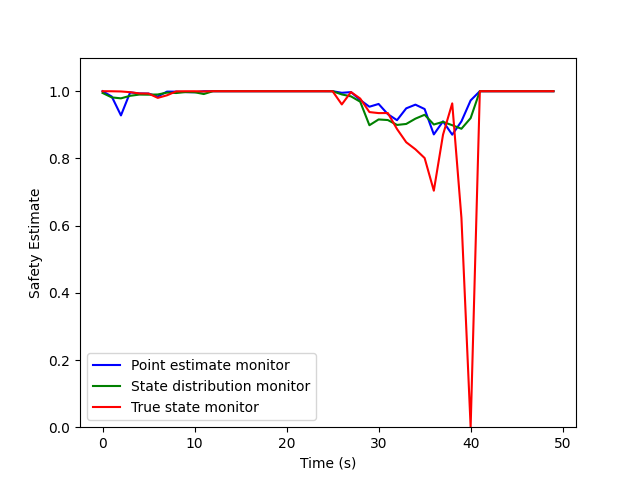 1.0
0.8
0.6
0.4
0.2
0.0
Safety Estimate
Point estimate monitor
State distribution monitor
True state monitor
0 10 20 30 40 50
Time (s)